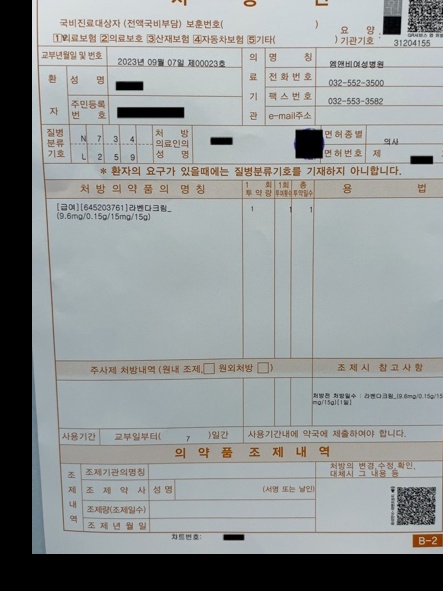 국비진료대상자 (전액국비부담) 보훈번호( )
1의료보험 2의료보호 3산재보험 4자동차보험 5기타( )
요 양
기관기호 : 31204155
교부년월일 및 번호 2023년 09월 07일 제00023호
환 자 성 명
주민등록 번 호
의 료 기 관 명 칭 엠앤비여성병원
전화번호 032-552-3500
팩스번호 032-553-3582
e-mail주소
질병 분류 기호 N 7 3 4
L 2 5 9
처 방 의료인의 성 명
면허종별 의사
면허번호 제
* 환자의 요구가 있을때에는 질병분류기호를 기재하지 아니합니다.
처 방 의 약 품 의 명 칭 1회 투약량 1회 투여횟수 총 투약일수 용 법
[급여][645203761]라벤다크림_ 1 1 1
(9.6mg/0.15g/15mg/15g)
주사제 처방내역 (원내 조제, 원외처방 ) 조 제 시 참 고 사 항
처방전 처방일수 : 라벤다크림_(9.6mg/0.15g/15
mg/15g)[1일]
사용기간 교부일부터( 7 )일간 사용기간내에 약국에 제출하여야 합니다.
의 약 품 조 제 내 역
조 제 내 역 조제기관의명칭
처방의 변경,수정,확인,
대체시 그 내용 등
조 제 약 사 성 명 (서명 또는 날인)
조제량(조제일수)
조 제 년 월 일
차트번호:
B-2